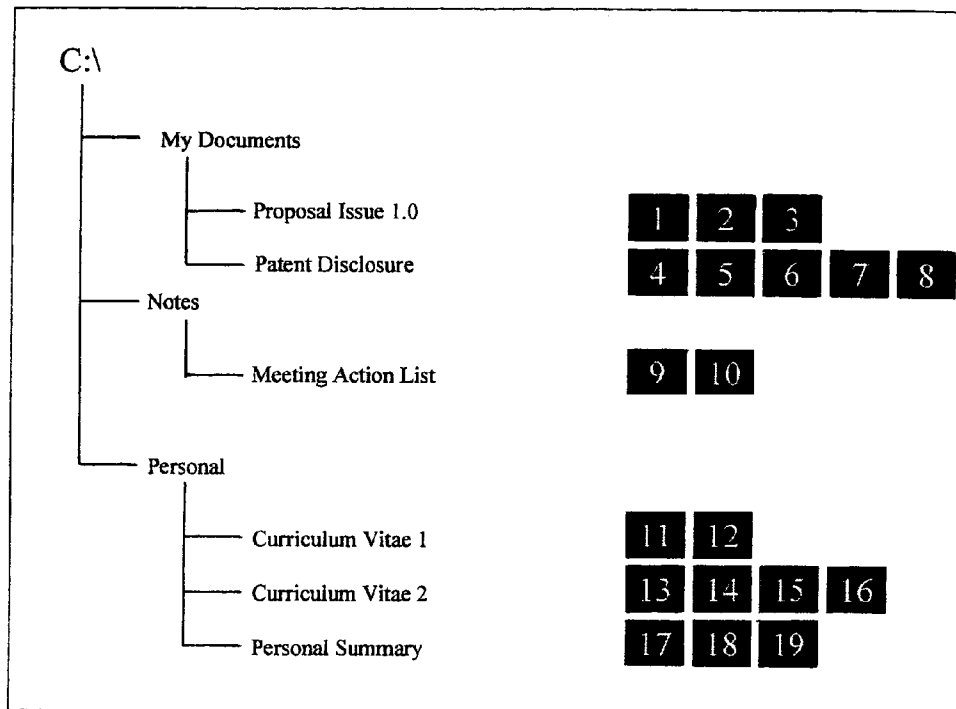 C:\
My Documents
Proposal Issue 1.0 1 2 3
Patent Disclosure 4 5 6 7 8
Notes
Meeting Action List 9 10
Personal
Curriculum Vitae 1 11 12
Curriculum Vitae 2 13 14 15 16
Personal Summary 17 18 19